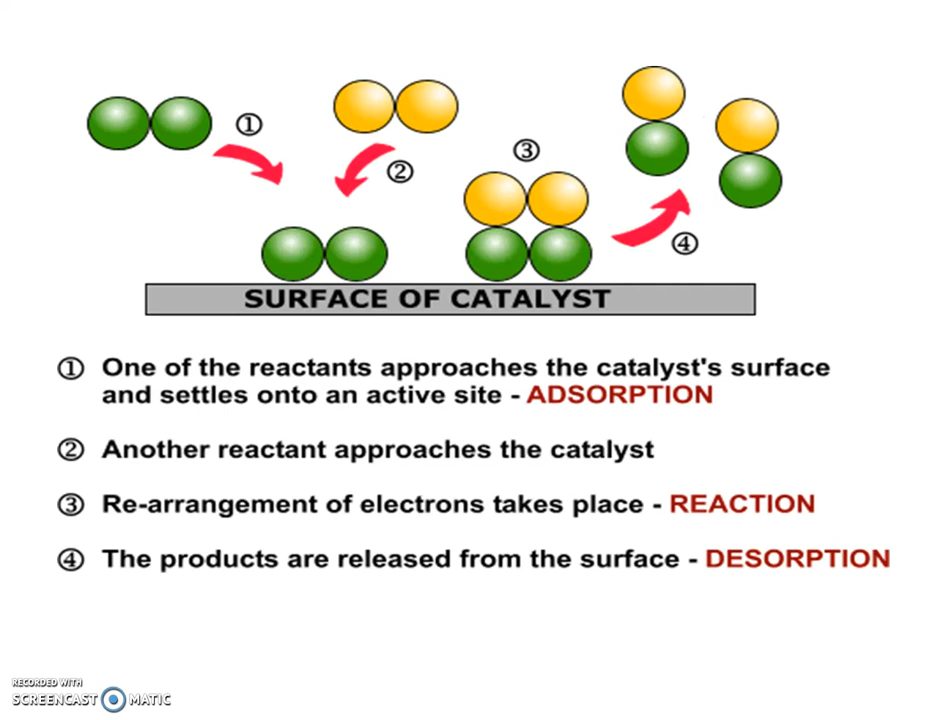 ①
②
③
④
SURFACE OF CATALYST
① One of the reactants approaches the catalyst's surface
and settles onto an active site - ADSORPTION
② Another reactant approaches the catalyst
③ Re-arrangement of electrons takes place - REACTION
④ The products are released from the surface - DESORPTION
RECORDED WITH
SCREENCAST MATIC